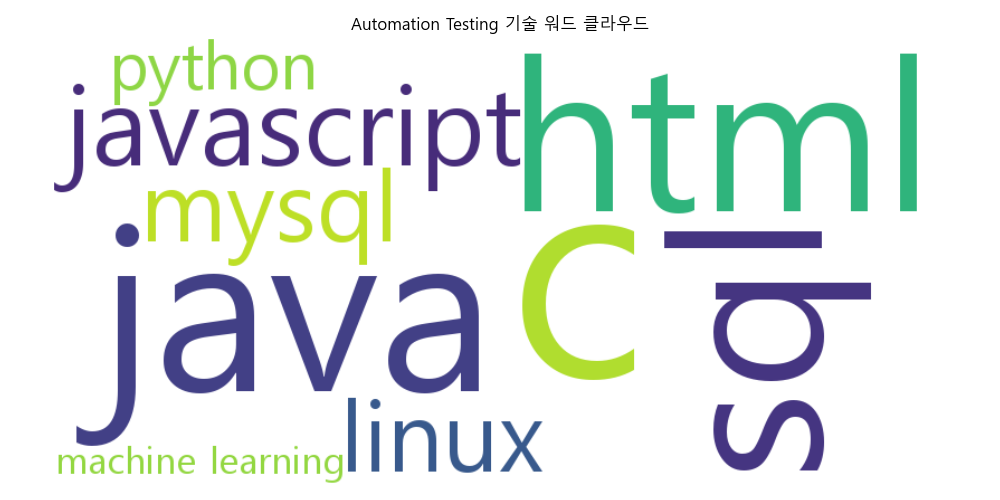 Automation Testing 기술 워드 클라우드
python
javascript
html
mysql
java
c
sql
linux
machine learning